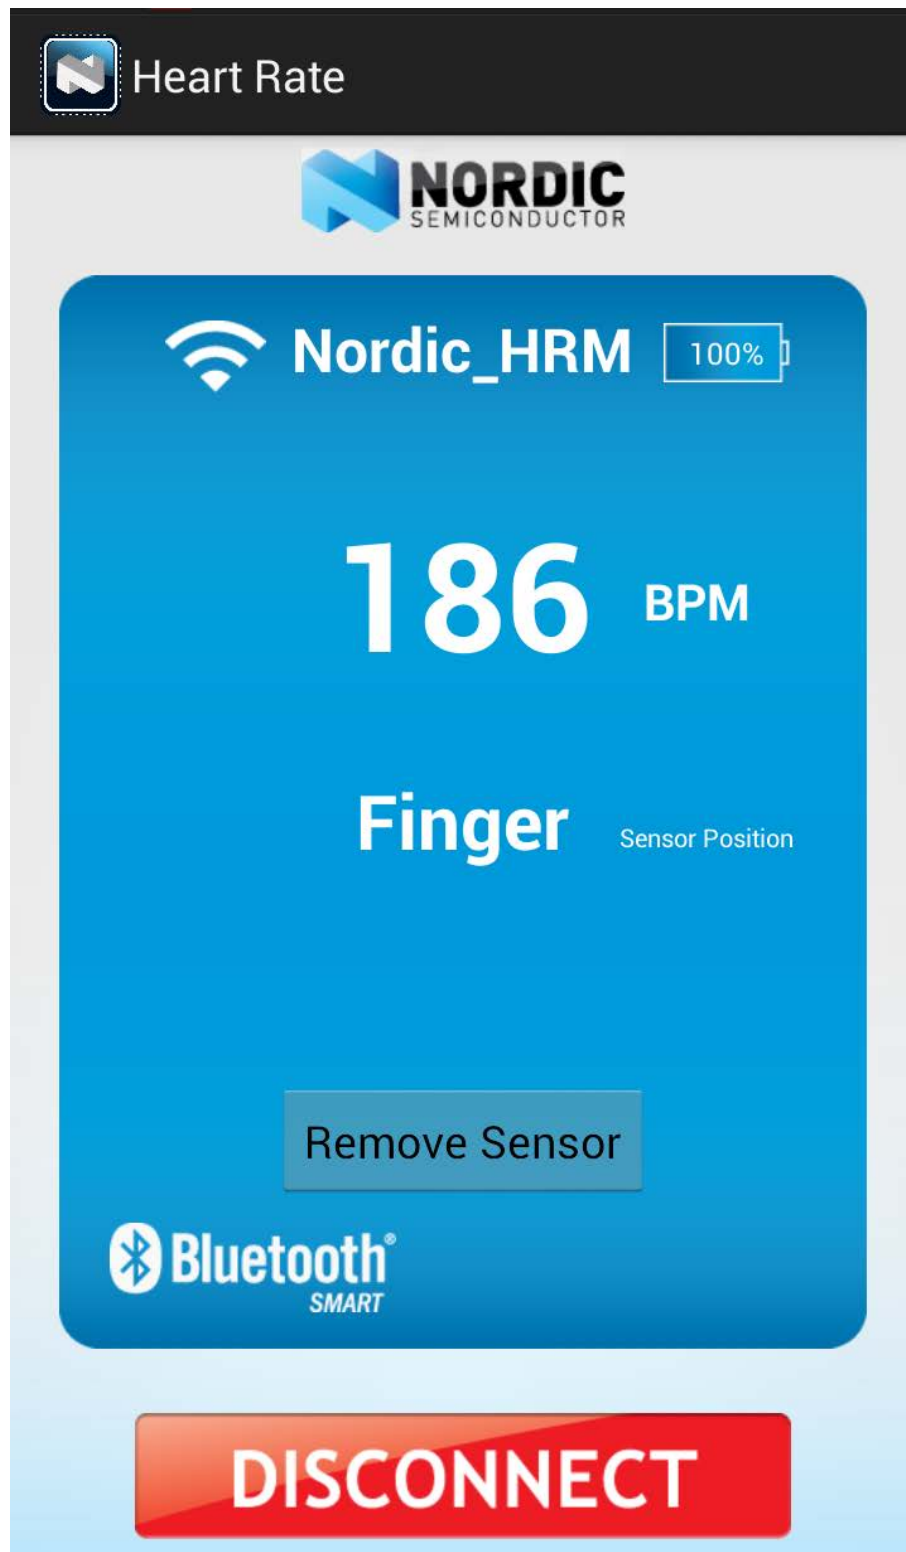 Heart Rate
NORDIC
SEMICONDUCTOR
Nordic_HRM 100%
186 BPM
Finger Sensor Position
Remove Sensor
Bluetooth®
SMART
DISCONNECT